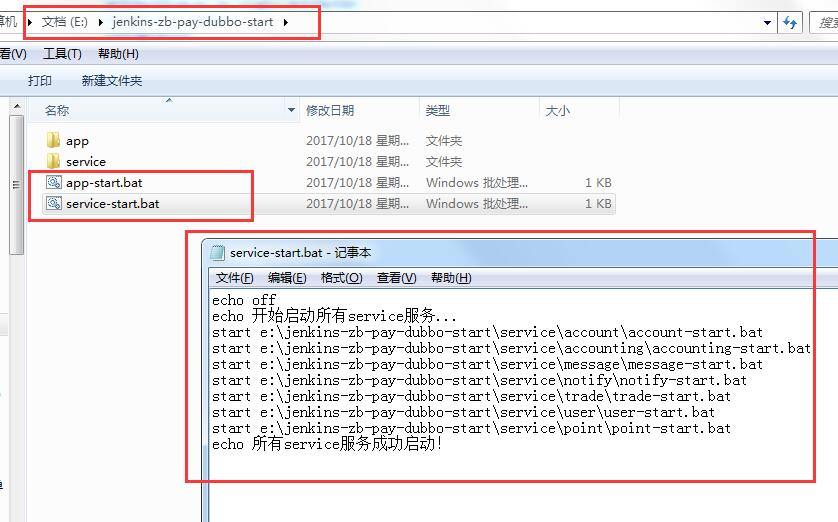 文档 (E:) jenkins-zb-pay-dubbo-start
看(V) 工具(T) 帮助(H)
打印 新建文件夹
名称 修改日期 类型 大小
app 2017/10/18 星期... 文件夹
service 2017/10/18 星期... 文件夹
app-start.bat 2017/10/18 星期... Windows 批处理... 1 KB
service-start.bat 2017/10/18 星期... Windows 批处理... 1 KB
service-start.bat - 记事本
文件(F) 编辑(E) 格式(O) 查看(V) 帮助(H)
echo off
echo 开始启动所有service服务...
start e:\jenkins-zb-pay-dubbo-start\service\account\account-start.bat
start e:\jenkins-zb-pay-dubbo-start\service\accounting\accounting-start.bat
start e:\jenkins-zb-pay-dubbo-start\service\message\message-start.bat
start e:\jenkins-zb-pay-dubbo-start\service\notify\notify-start.bat
start e:\jenkins-zb-pay-dubbo-start\service\trade\trade-start.bat
start e:\jenkins-zb-pay-dubbo-start\service\user\user-start.bat
start e:\jenkins-zb-pay-dubbo-start\service\point\point-start.bat
echo 所有service服务成功启动!